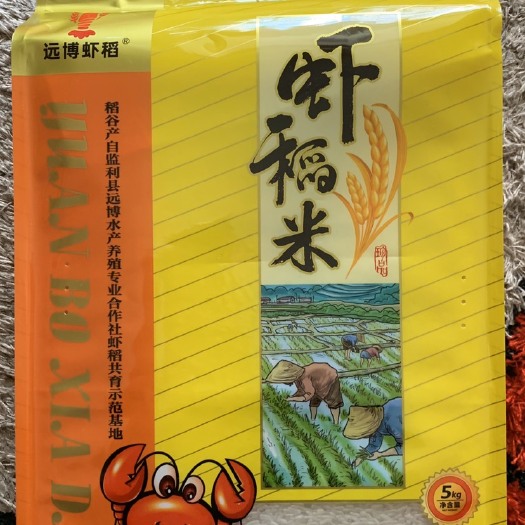 远博虾稻®
YUAN BO XIA D
稻谷产自监利县远博水产养殖专业合作社虾稻共育示范基地
虾稻米
5kg
净含量